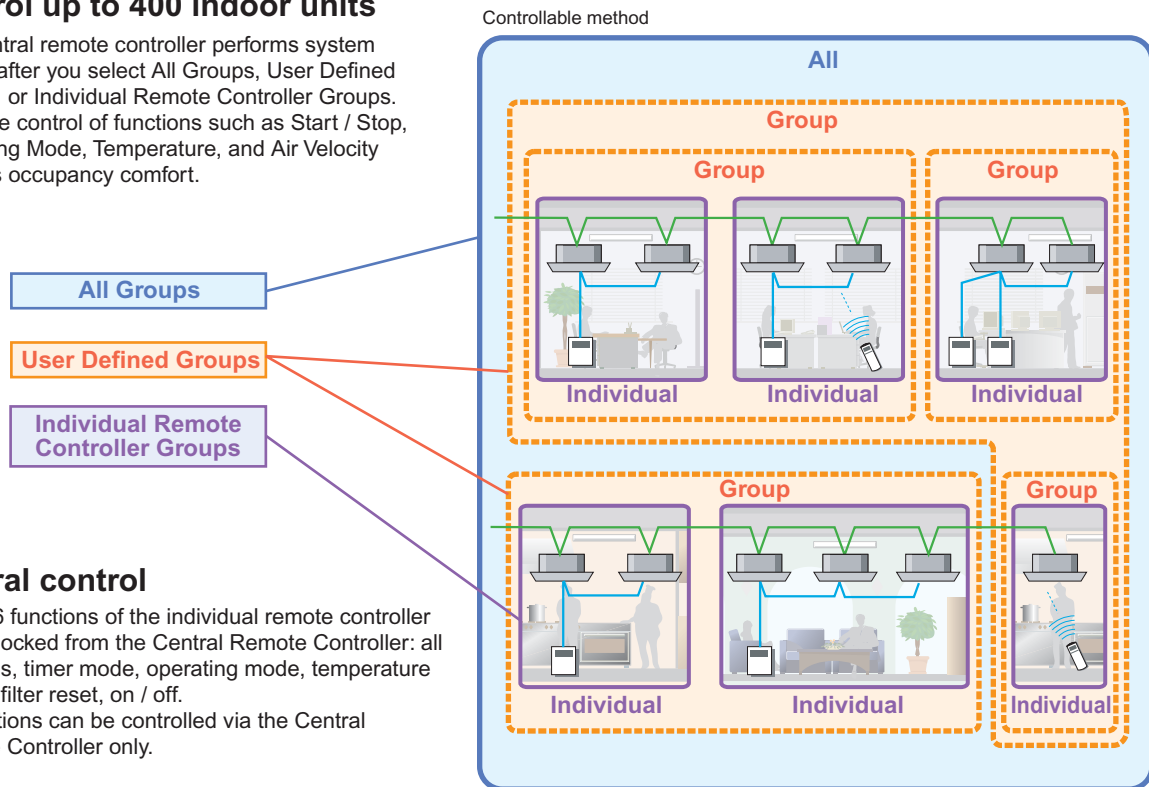 rol up to 400 indoor units
ntral remote controller performs system
after you select All Groups, User Defined
or Individual Remote Controller Groups.
e control of functions such as Start / Stop,
ng Mode, Temperature, and Air Velocity
s occupancy comfort.
All Groups
User Defined Groups
Individual Remote
Controller Groups
ral control
6 functions of the individual remote controller
ocked from the Central Remote Controller: all
s, timer mode, operating mode, temperature
filter reset, on / off.
tions can be controlled via the Central
Controller only.
Controllable method
All
Group
Group
Group
Individual
Individual
Individual
Group
Group
Individual
Individual
Individual